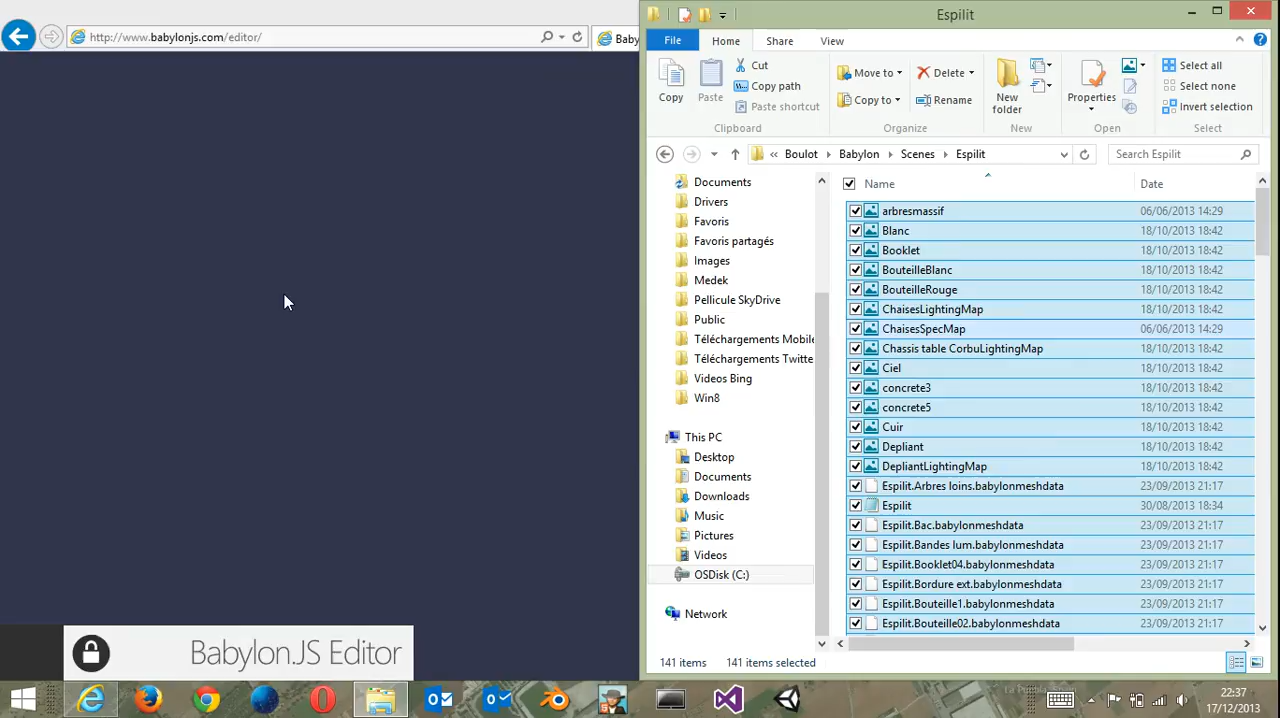 http://www.babylonjs.com/editor/
Baby
Espilit
File
Home
Share
View
Copy
Paste
Cut
Copy path
Paste shortcut
Clipboard
Move to
Copy to
Delete
Rename
Organize
New
folder
New
Properties
Open
Select all
Select none
Invert selection
Select
« Boulot
Babylon
Scenes
Espilit
Search Espilit
Documents
Drivers
Favoris
Favoris partagés
Images
Medek
Pellicule SkyDrive
Public
Téléchargements Mobile
Téléchargements Twitte
Videos Bing
Win8
This PC
Desktop
Documents
Downloads
Music
Pictures
Videos
OSDisk (C:)
Network
Name
Date
arbresmassif 06/06/2013 14:29
Blanc 18/10/2013 18:42
Booklet 18/10/2013 18:42
BouteilleBlanc 18/10/2013 18:42
BouteilleRouge 18/10/2013 18:42
ChaisesLightingMap 18/10/2013 18:42
ChaisesSpecMap 06/06/2013 14:29
Chassis table CorbuLightingMap 18/10/2013 18:42
Ciel 18/10/2013 18:42
concrete3 18/10/2013 18:42
concrete5 18/10/2013 18:42
Cuir 18/10/2013 18:42
Depliant 18/10/2013 18:42
DepliantLightingMap 18/10/2013 18:42
Espilit.Arbres loins.babylonmeshdata 23/09/2013 21:17
Espilit 30/08/2013 18:34
Espilit.Bac.babylonmeshdata 23/09/2013 21:17
Espilit.Bandes lum.babylonmeshdata 23/09/2013 21:17
Espilit.Booklet04.babylonmeshdata 23/09/2013 21:17
Espilit.Bordure ext.babylonmeshdata 23/09/2013 21:17
Espilit.Bouteille1.babylonmeshdata 23/09/2013 21:17
Espilit.Bouteille02.babylonmeshdata 23/09/2013 21:17
141 items
141 items selected
Babylon.JS Editor
22:37
17/12/2013